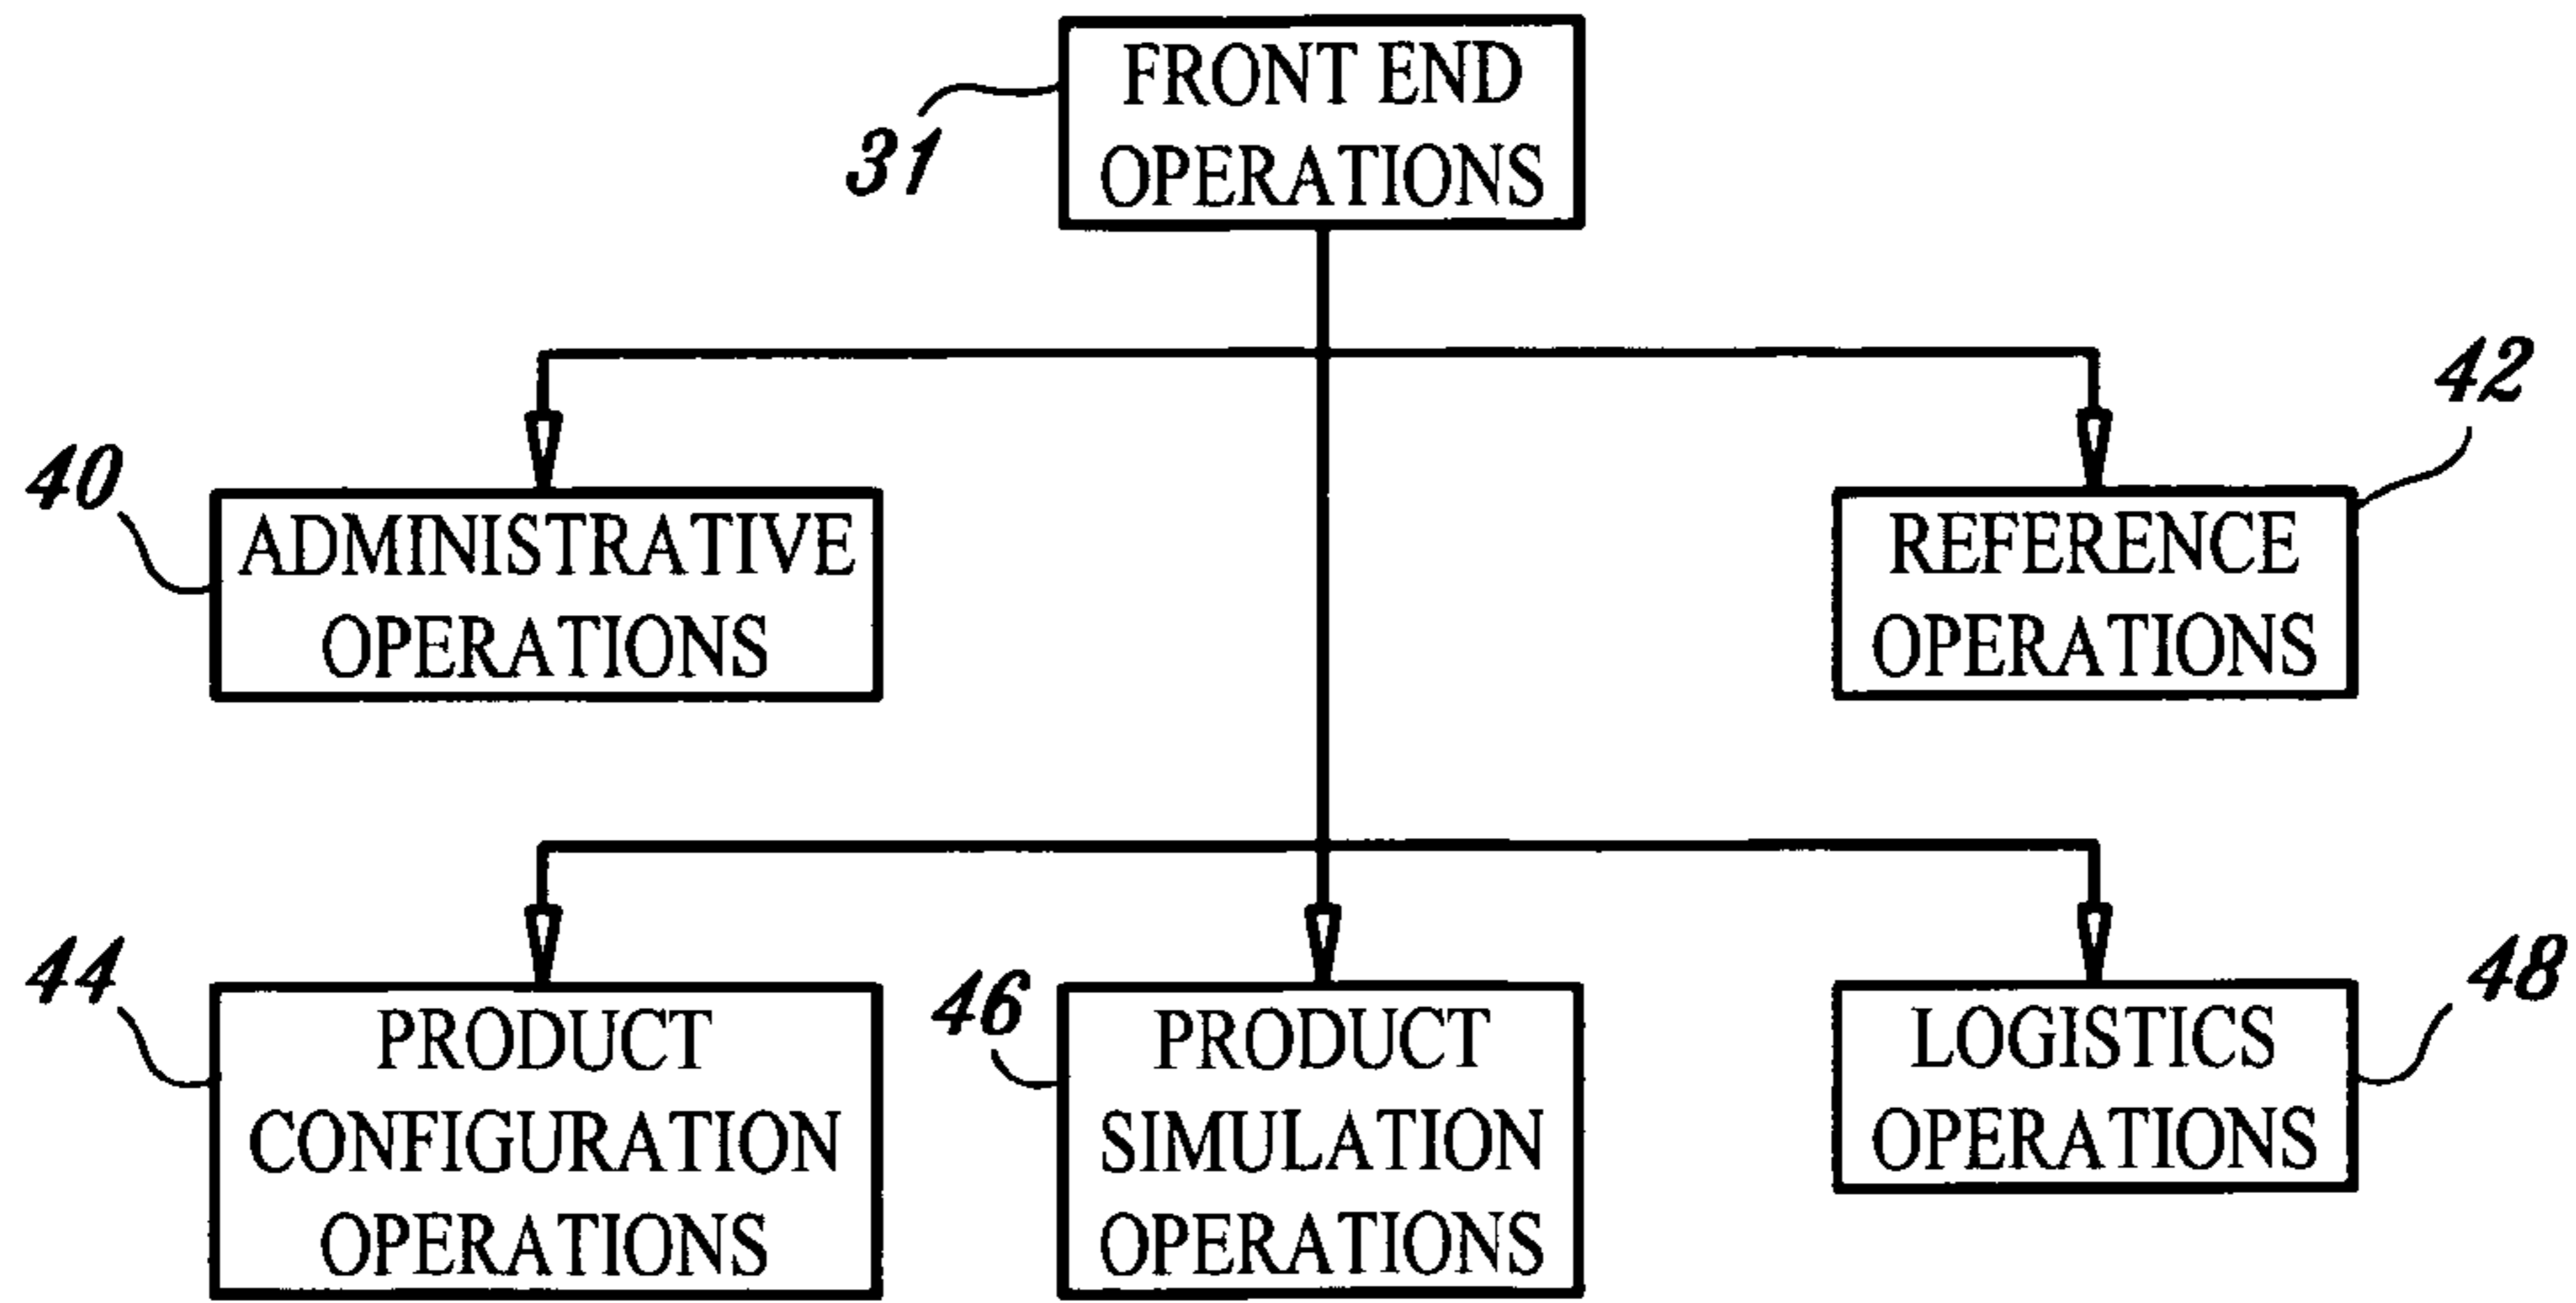 FRONT END
OPERATIONS
31
42
40
ADMINISTRATIVE
OPERATIONS
REFERENCE
OPERATIONS
44
PRODUCT
CONFIGURATION
OPERATIONS
46
PRODUCT
SIMULATION
OPERATIONS
48
LOGISTICS
OPERATIONS